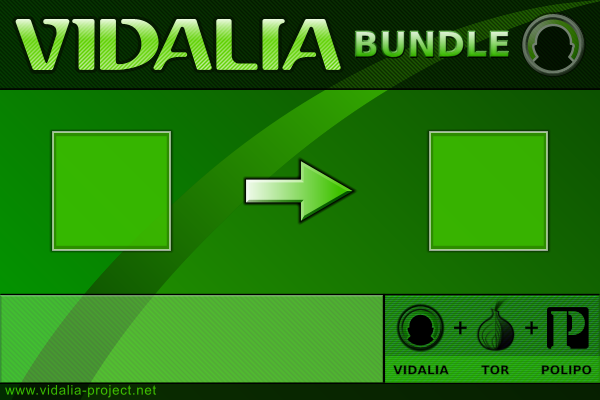 VIDALIA BUNDLE
+ + P
VIDALIA TOR POLIPO
www.vidalia-project.net